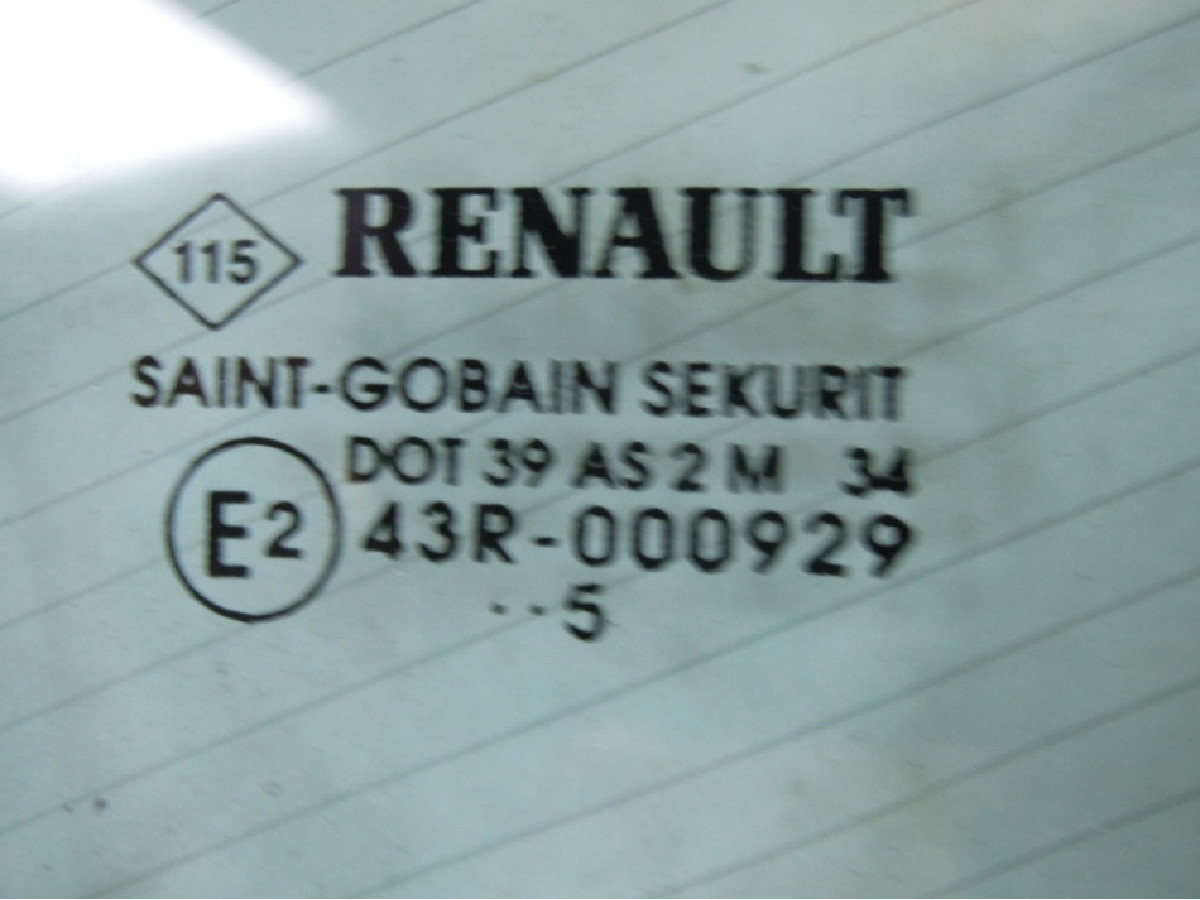 115 RENAULT
SAINT-GOBAIN SEKURIT
DOT 39 AS 2 M 34
E2 43R-000929
··5